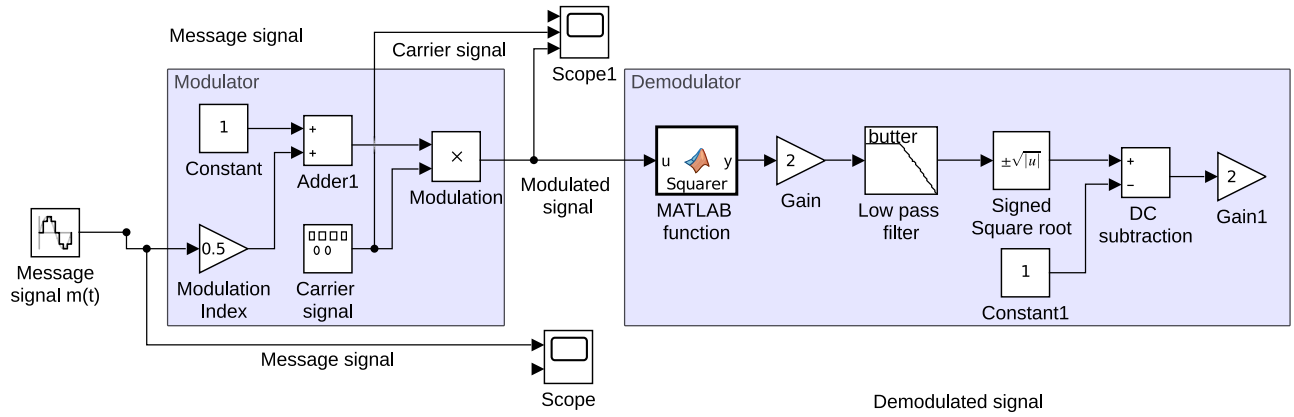 Message signal
Carrier signal
Scope1
Modulator
1
Constant
+
+
Adder1
×
Modulation
Modulated
signal
Message
signal m(t)
0.5
Modulation
Index
Carrier
signal
Message signal
Scope
Demodulator
u
y
Squarer
MATLAB
function
2
Gain
butter
Low pass
filter
±√|u|
Signed
Square root
+
−
DC
subtraction
1
Constant1
2
Gain1
Demodulated signal